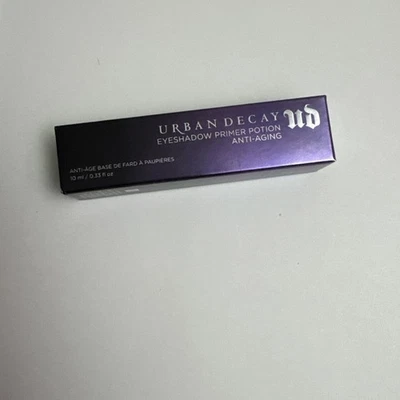 URBAN DECAY UD
EYESHADOW PRIMER POTION
ANTI-AGING
ANTI-ÂGE BASE DE FARD À PAUPIÈRES
10 ml / 0.33 fl oz